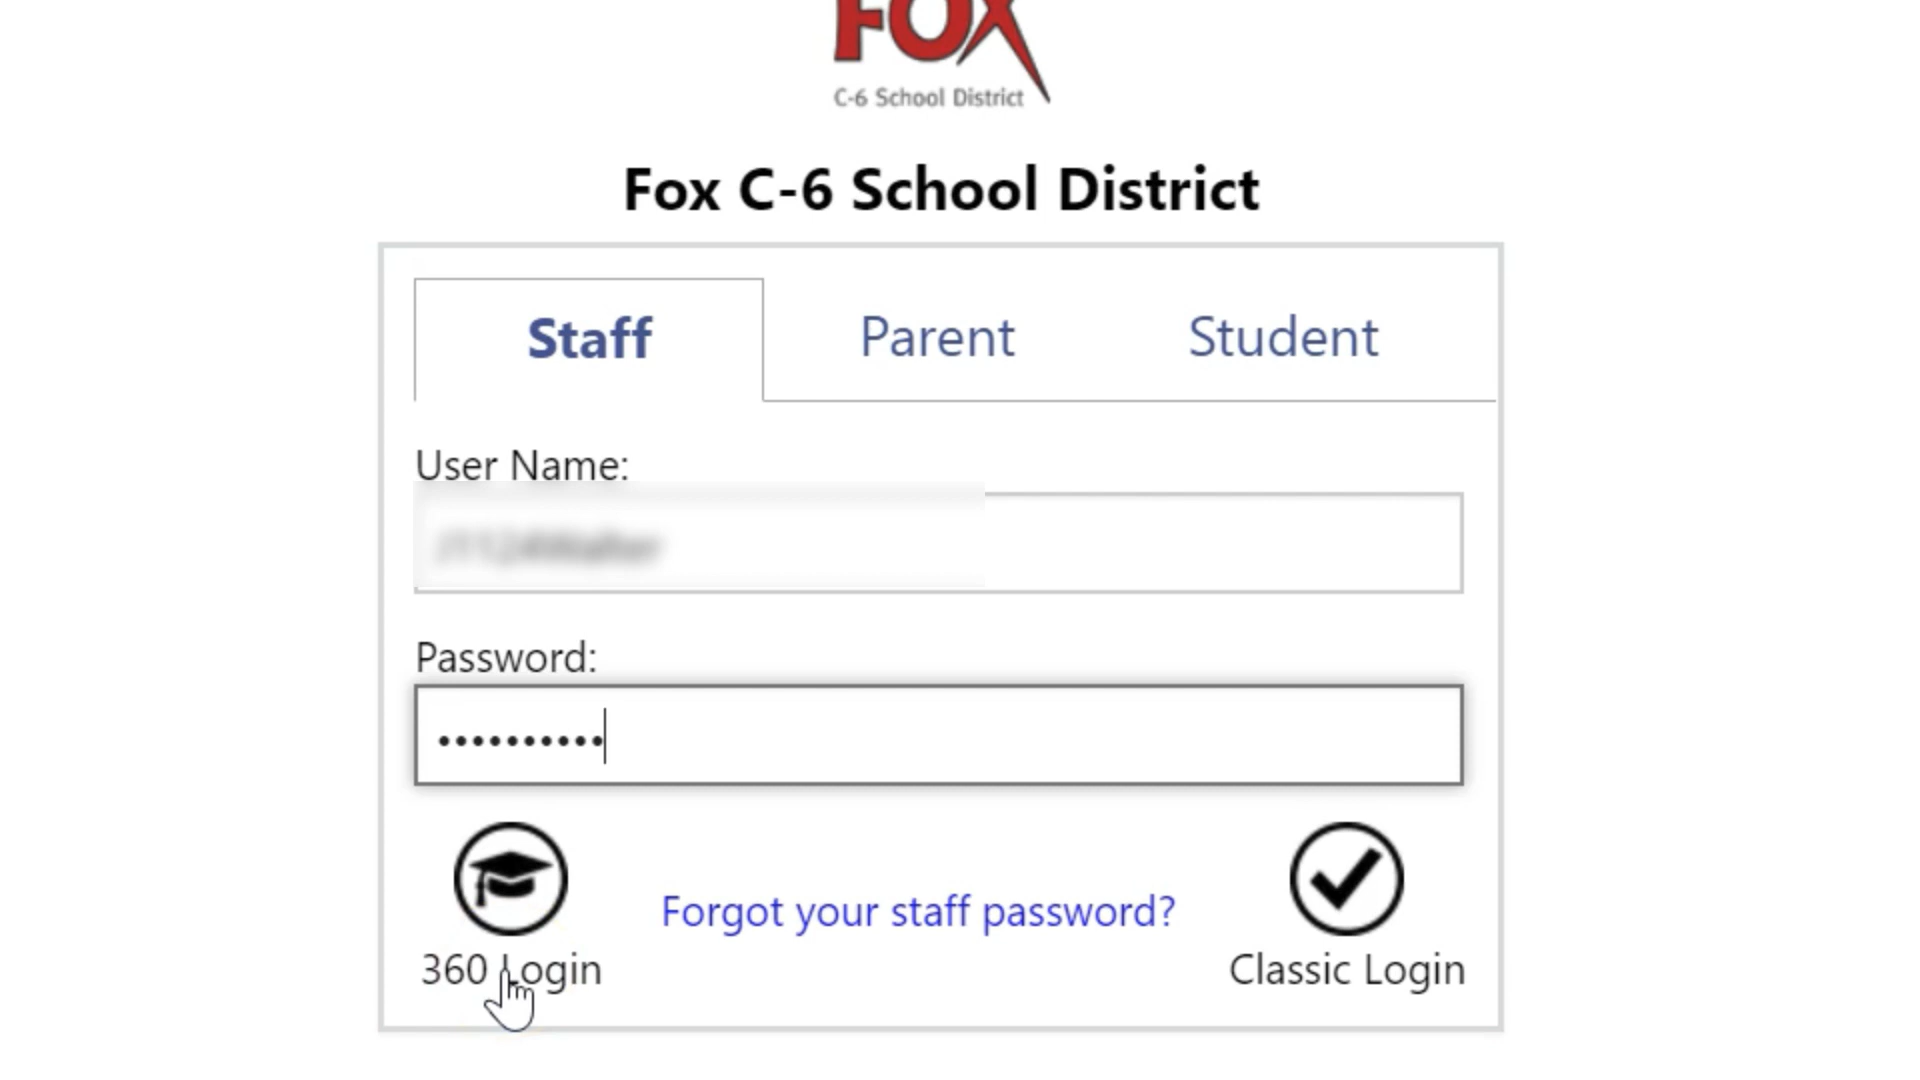 FOX
C-6 School District
Fox C-6 School District
Staff Parent Student
User Name:
Password:
••••••••••
Forgot your staff password?
360 Login Classic Login